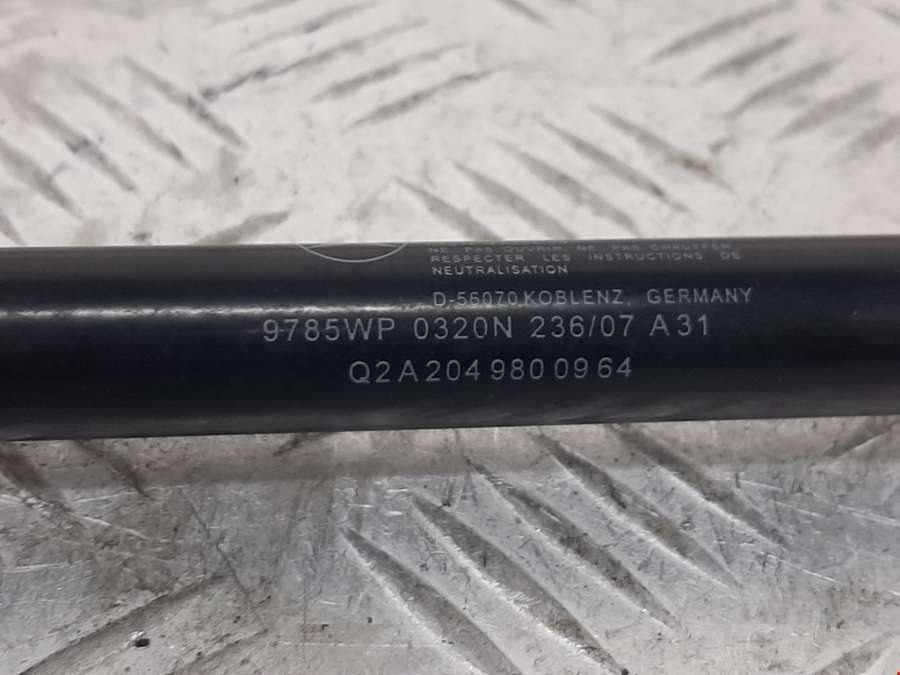 NE PAS OUVRIR, NE PAS CHAUFFER
RESPECTER LES INSTRUCTIONS DE
NEUTRALISATION
D-56070 KOBLENZ, GERMANY
9785WP 0320N 236/07 A31
Q2 A 204 980 09 64